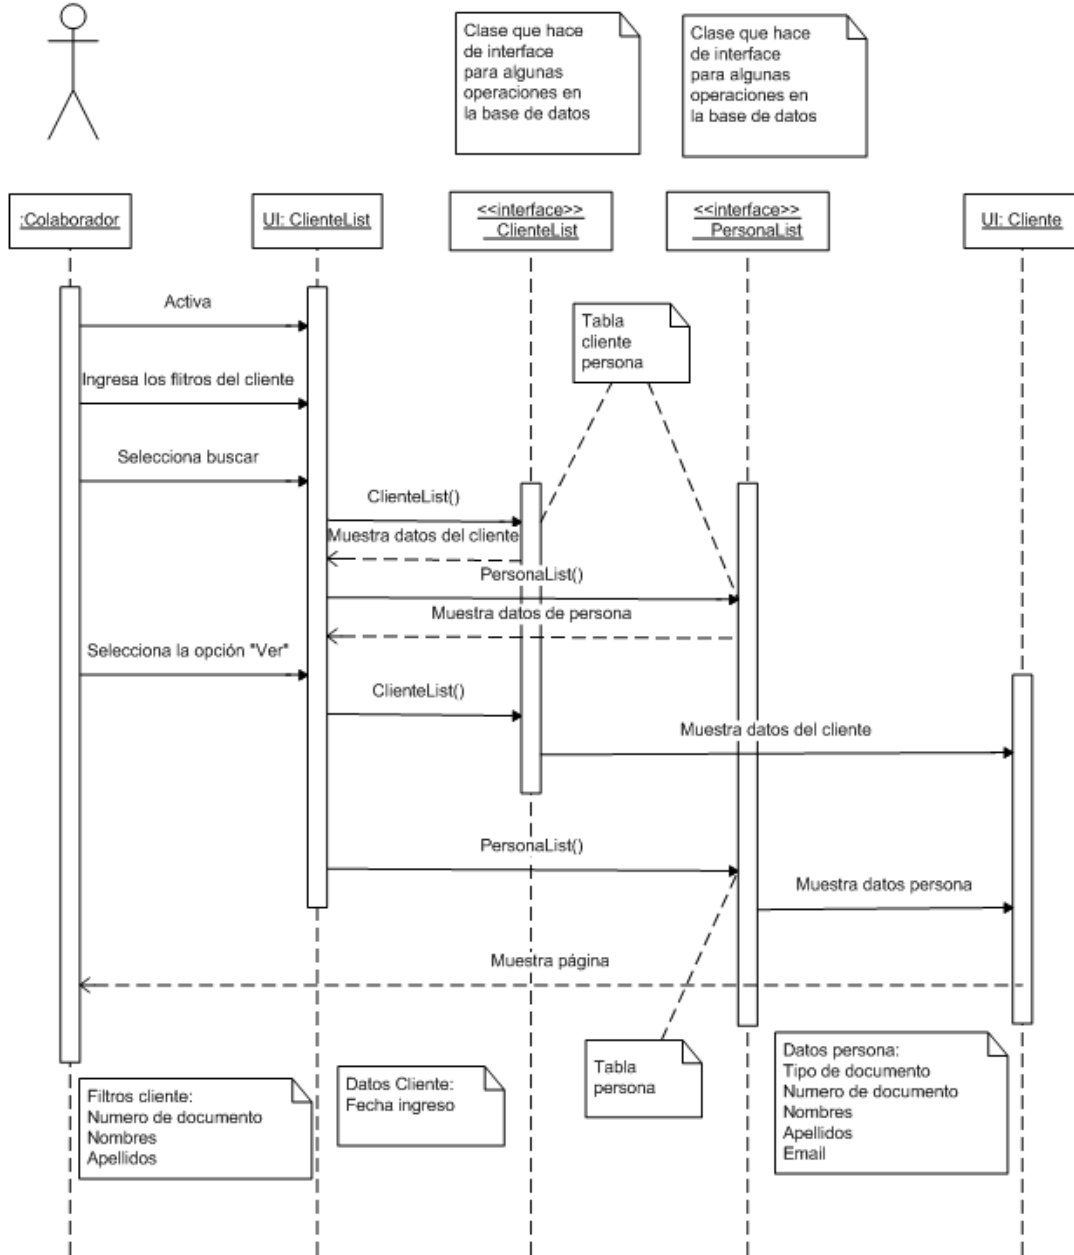 Clase que hace
de interface
para algunas
operaciones en
la base de datos
Clase que hace
de interface
para algunas
operaciones en
la base de datos
:Colaborador
UI: ClienteList
<<interface>>
ClienteList
<<interface>>
PersonaList
UI: Cliente
Activa
Tabla
cliente
persona
Ingresa los flitros del cliente
Selecciona buscar
ClienteList()
Muestra datos del cliente
PersonaList()
Muestra datos de persona
Selecciona la opción "Ver"
ClienteList()
Muestra datos del cliente
PersonaList()
Muestra datos persona
Muestra página
Filtros cliente:
Numero de documento
Nombres
Apellidos
Datos Cliente:
Fecha ingreso
Tabla
persona
Datos persona:
Tipo de documento
Numero de documento
Nombres
Apellidos
Email